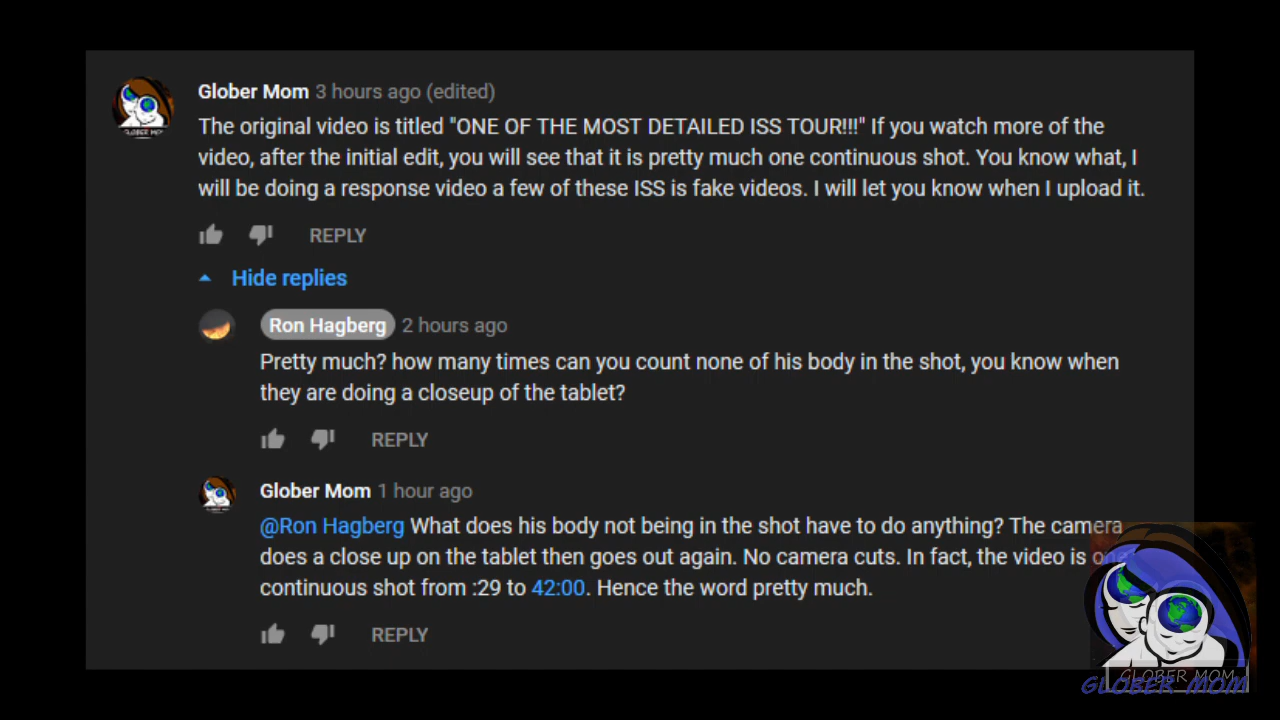 Glober Mom 3 hours ago (edited)
The original video is titled "ONE OF THE MOST DETAILED ISS TOUR!!!" If you watch more of the
video, after the initial edit, you will see that it is pretty much one continuous shot. You know what, I
will be doing a response video a few of these ISS is fake videos. I will let you know when I upload it.
REPLY
Hide replies
Ron Hagberg 2 hours ago
Pretty much? how many times can you count none of his body in the shot, you know when
they are doing a closeup of the tablet?
REPLY
Glober Mom 1 hour ago
@Ron Hagberg What does his body not being in the shot have to do anything? The camera
does a close up on the tablet then goes out again. No camera cuts. In fact, the video is one
continuous shot from :29 to 42:00. Hence the word pretty much.
REPLY
GLOBER MOM
GLOBER MOM